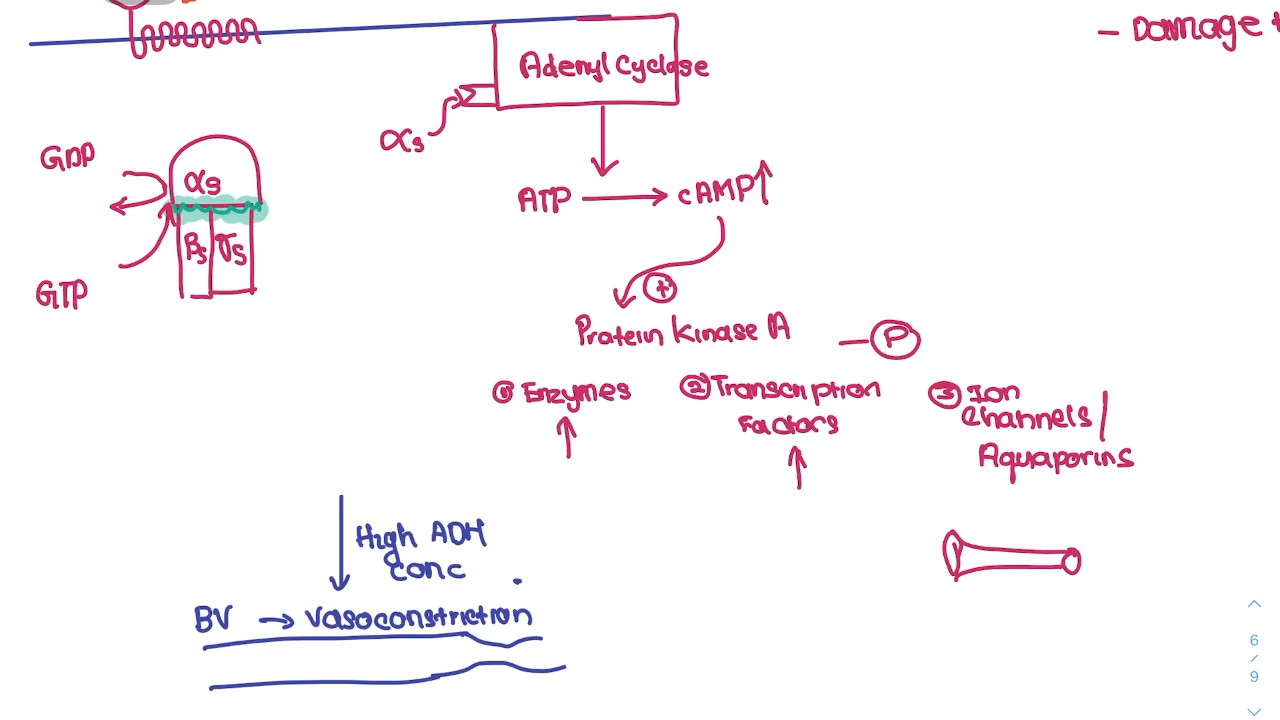 - Damage
Adenyl Cyclase
αs
GDP
αs
ATP → cAMP↑
βs γs
GTP
+
Protein Kinase A — P
① Enzymes ② Transcription Factors
③ Ion Channels/
Aquaporins
High ADH
conc
BV → Vasoconstriction
6
/
9